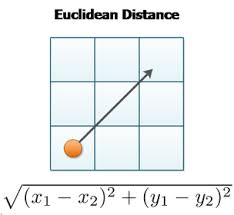 Euclidean Distance
√(x₁ − x₂)² + (y₁ − y₂)²